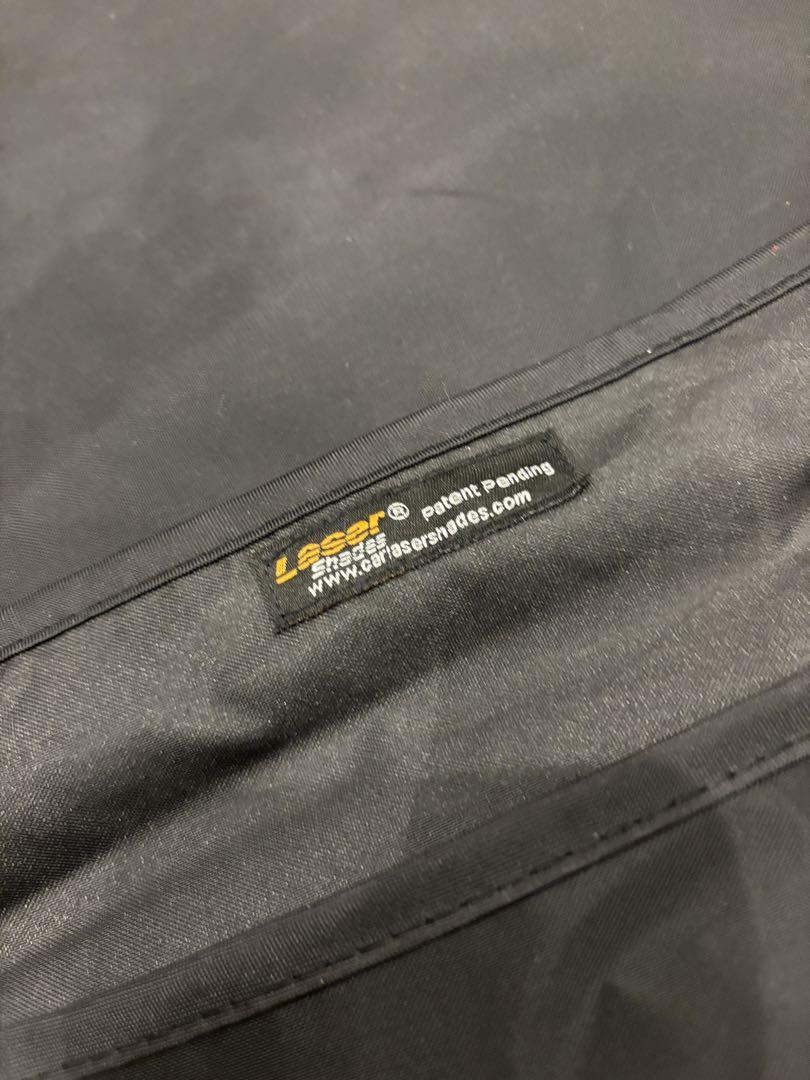 Laser® Patent Pending
Shades
www.carlasershades.com